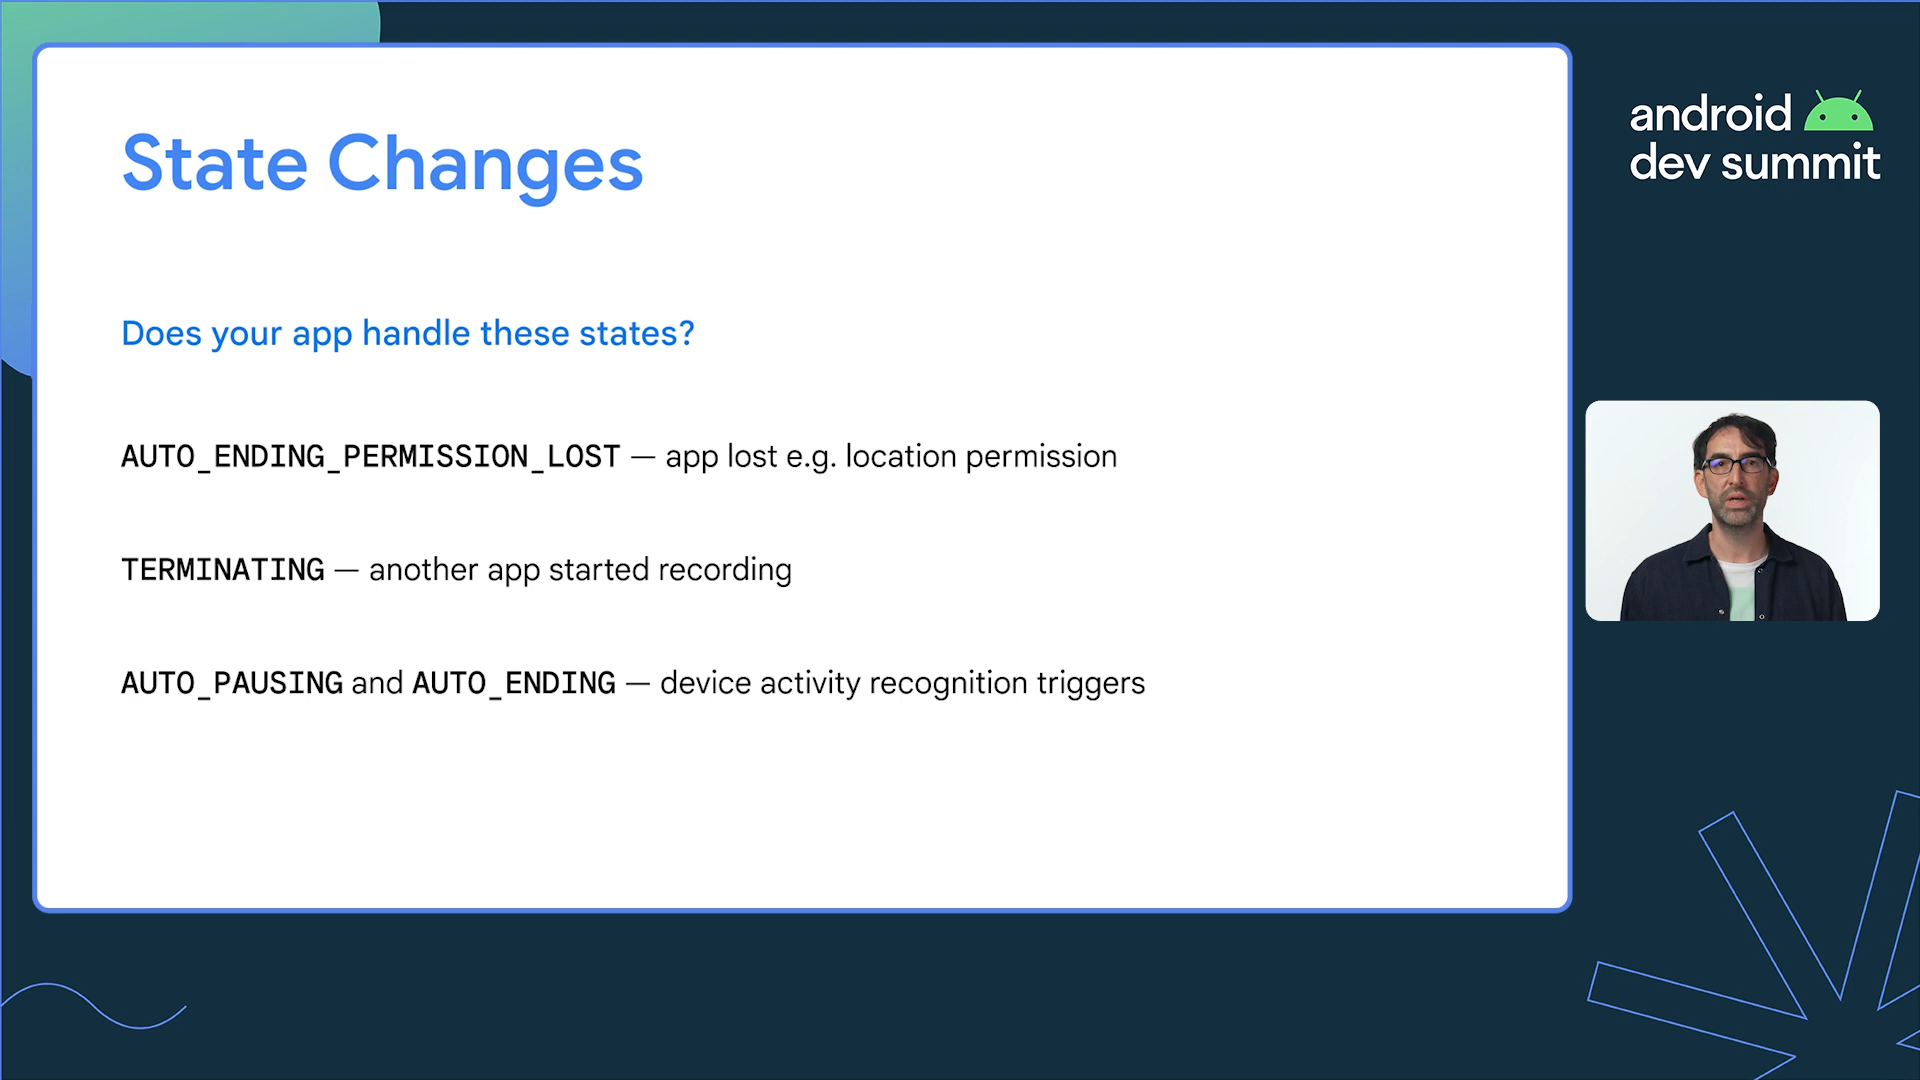 State Changes
Does your app handle these states?
AUTO_ENDING_PERMISSION_LOST — app lost e.g. location permission
TERMINATING — another app started recording
AUTO_PAUSING and AUTO_ENDING — device activity recognition triggers
android
dev summit